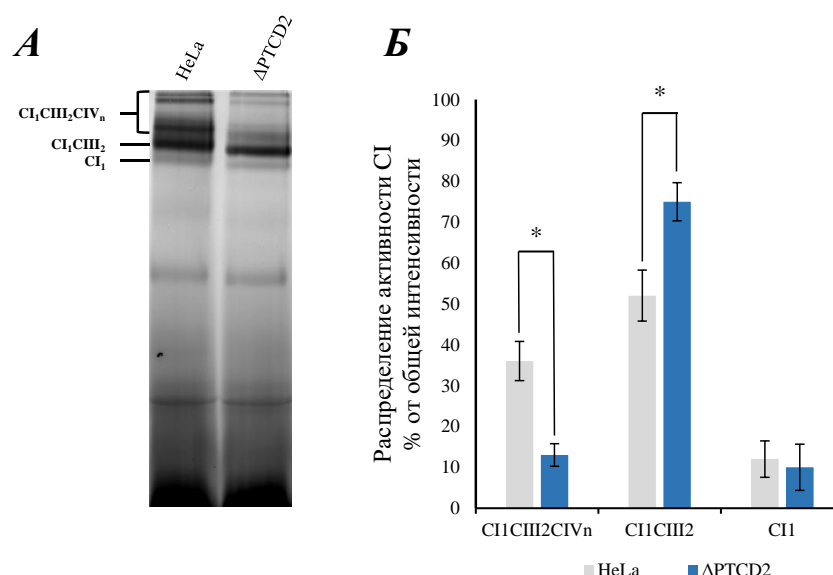 А
HeLa
ΔPTCD2
CI₁CIII₂CIVₙ
CI₁CIII₂
CI₁
Б
Распределение активности CI
% от общей интенсивности
100
90
80
70
60
50
40
30
20
10
0
*
*
CI1CIII2CIVn
CI1CIII2
CI1
HeLa
ΔPTCD2